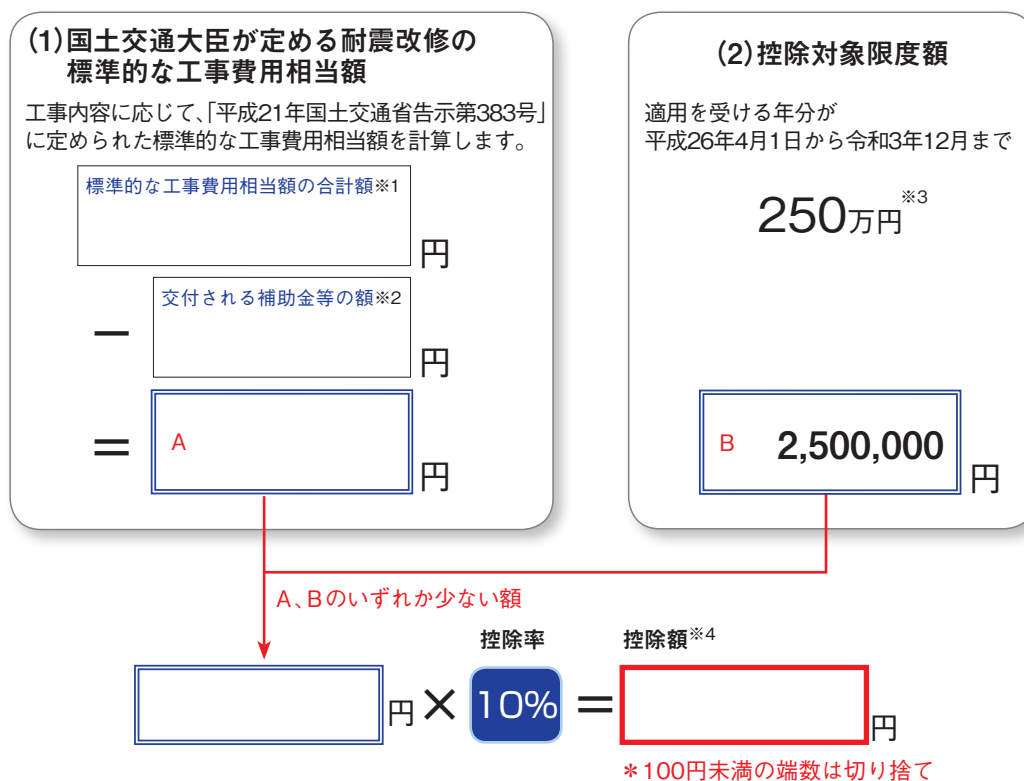 (1)国土交通大臣が定める耐震改修の
標準的な工事費用相当額
工事内容に応じて、「平成21年国土交通省告示第383号」
に定められた標準的な工事費用相当額を計算します。
標準的な工事費用相当額の合計額※1
円
－
交付される補助金等の額※2
円
＝
A
円
(2)控除対象限度額
適用を受ける年分が
平成26年4月1日から令和3年12月まで
250万円※3
B 2,500,000
円
A、Bのいずれか少ない額
控除率
控除額※4
円 × 10% ＝ 円
＊100円未満の端数は切り捨て